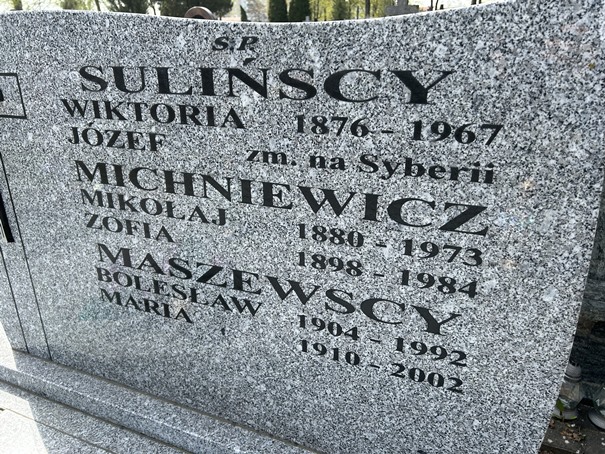 Ś.P.
SULIŃSCY
WIKTORIA 1876 - 1967
JÓZEF zm. na Syberii
MICHNIEWICZ
MIKOŁAJ 1880 - 1973
ZOFIA 1898 - 1984
MASZEWSCY
BOLESŁAW 1904 - 1992
MARIA 1910 - 2002